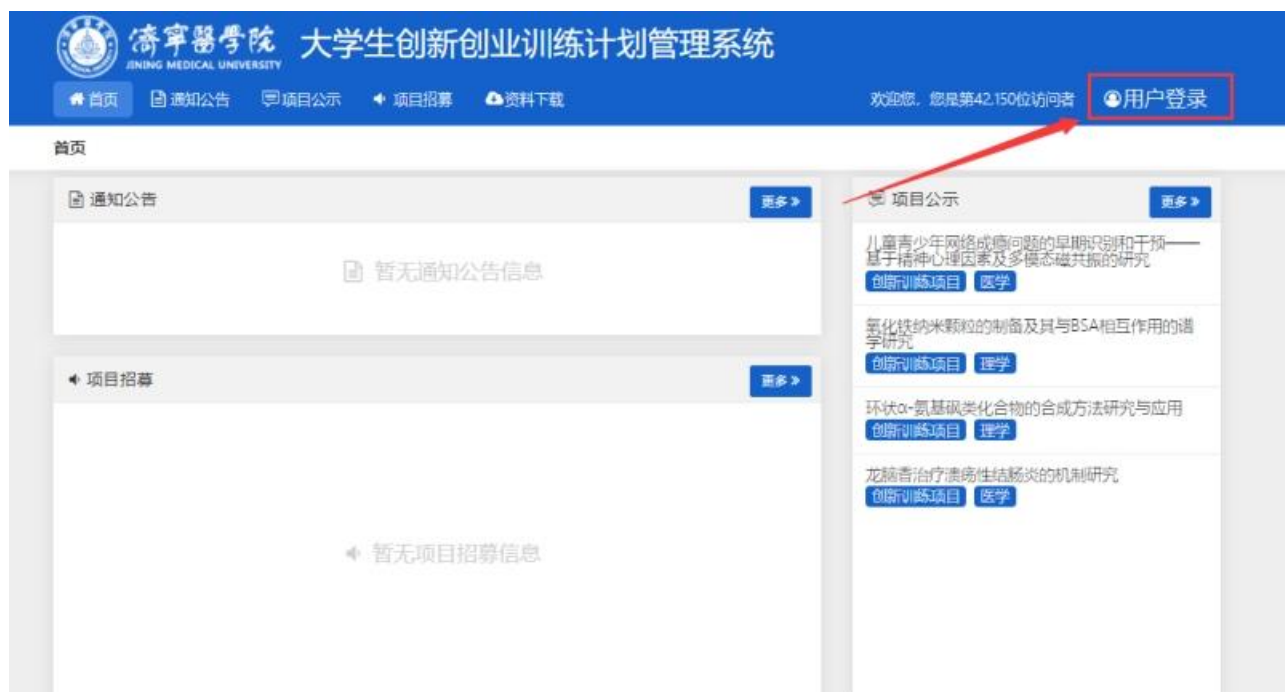 濟寧醫學院 大学生创新创业训练计划管理系统
JINING MEDICAL UNIVERSITY
首页 通知公告 项目公示 项目招募 资料下载 欢迎您，您是第42,150位访问者 用户登录
首页
通知公告 更多»
暂无通知公告信息
项目招募 更多»
暂无项目招募信息
项目公示 更多»
儿童青少年网络成瘾问题的早期识别和干预——
基于精神心理因素及多模态磁共振的研究
创新训练项目 医学
氧化铁纳米颗粒的制备及其与BSA相互作用的谱
学研究
创新训练项目 理学
环状α-氨基砜类化合物的合成方法研究与应用
创新训练项目 理学
龙脑香治疗溃疡性结肠炎的机制研究
创新训练项目 医学